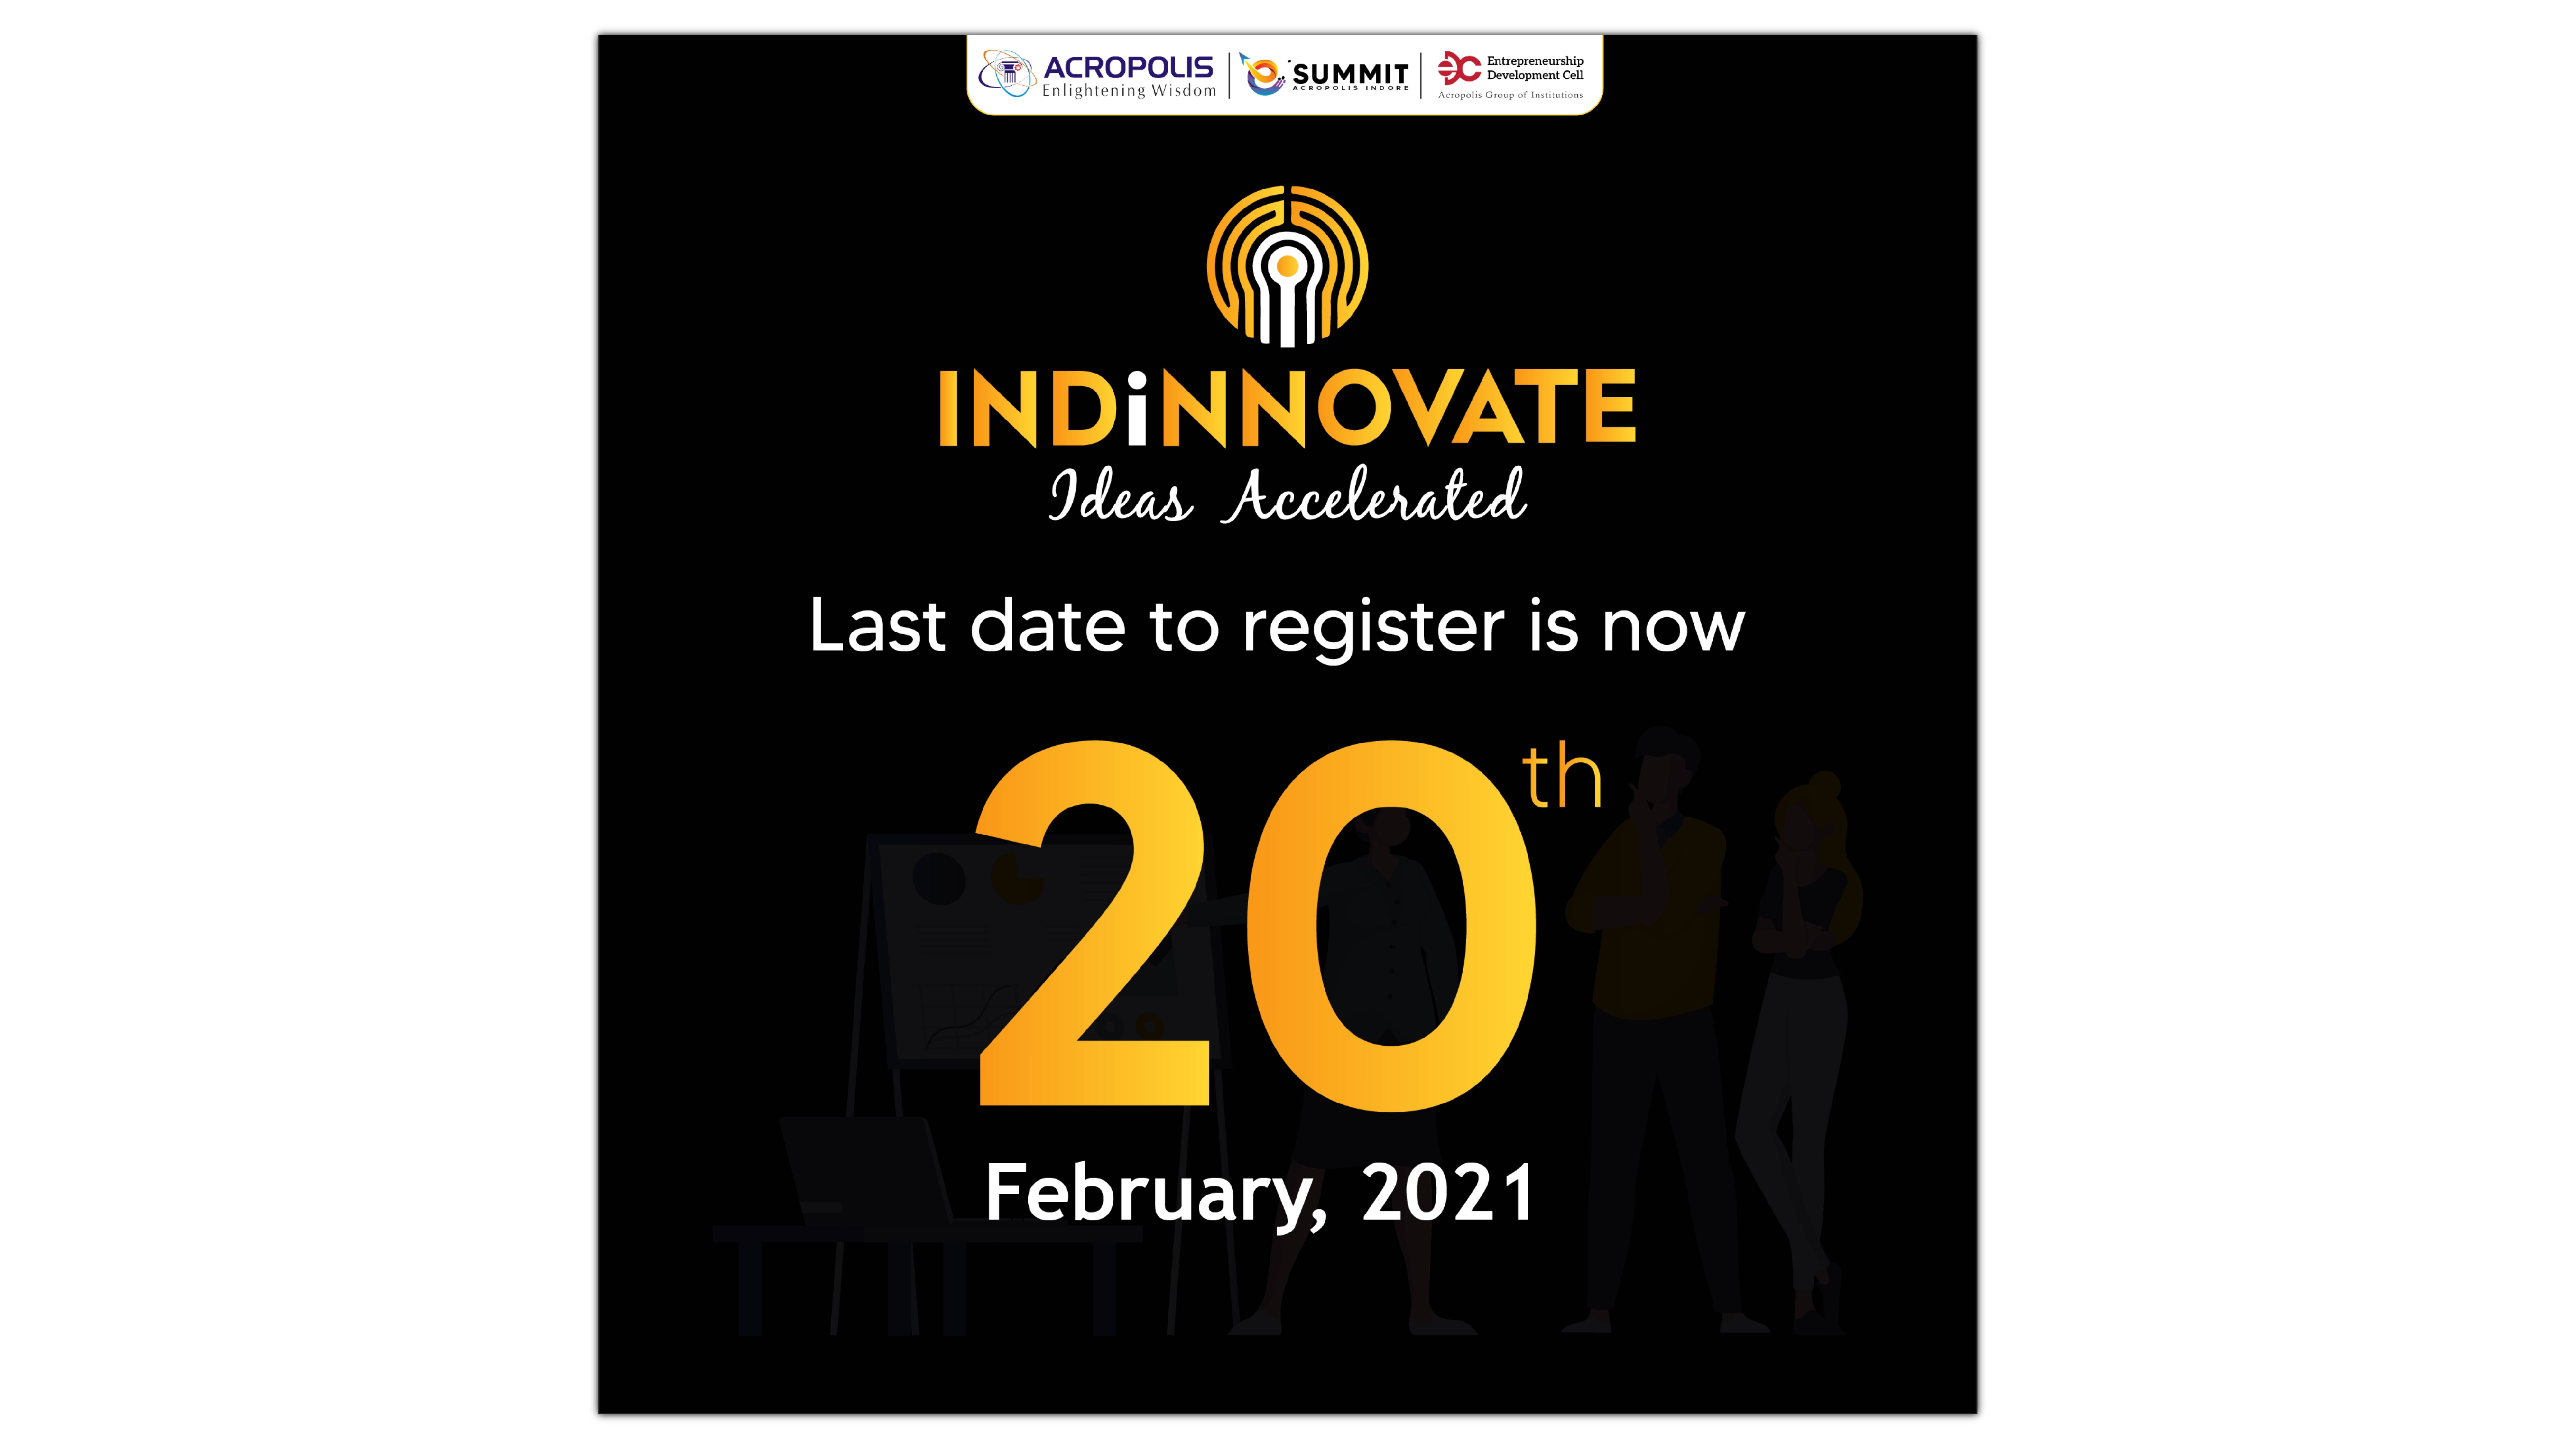 ACROPOLIS
Enlightening Wisdom
E'SUMMIT
ACROPOLIS INDORE
EDC
Entrepreneurship
Development Cell
Acropolis Group of Institutions
INDiNNOVATE
Ideas Accelerated
Last date to register is now
20th
February, 2021